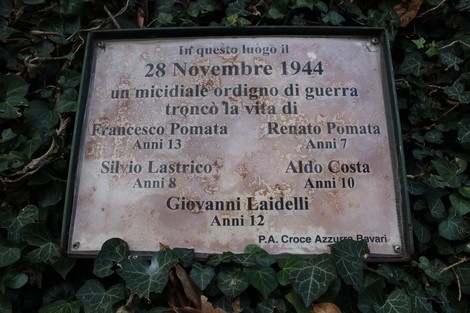 In questo luogo il
28 Novembre 1944
un micidiale ordigno di guerra
troncò la vita di
Francesco Pomata Renato Pomata
Anni 13 Anni 7
Silvio Lastrico Aldo Costa
Anni 8 Anni 10
Giovanni Laidelli
Anni 12
P.A. Croce Azzurra Bavari